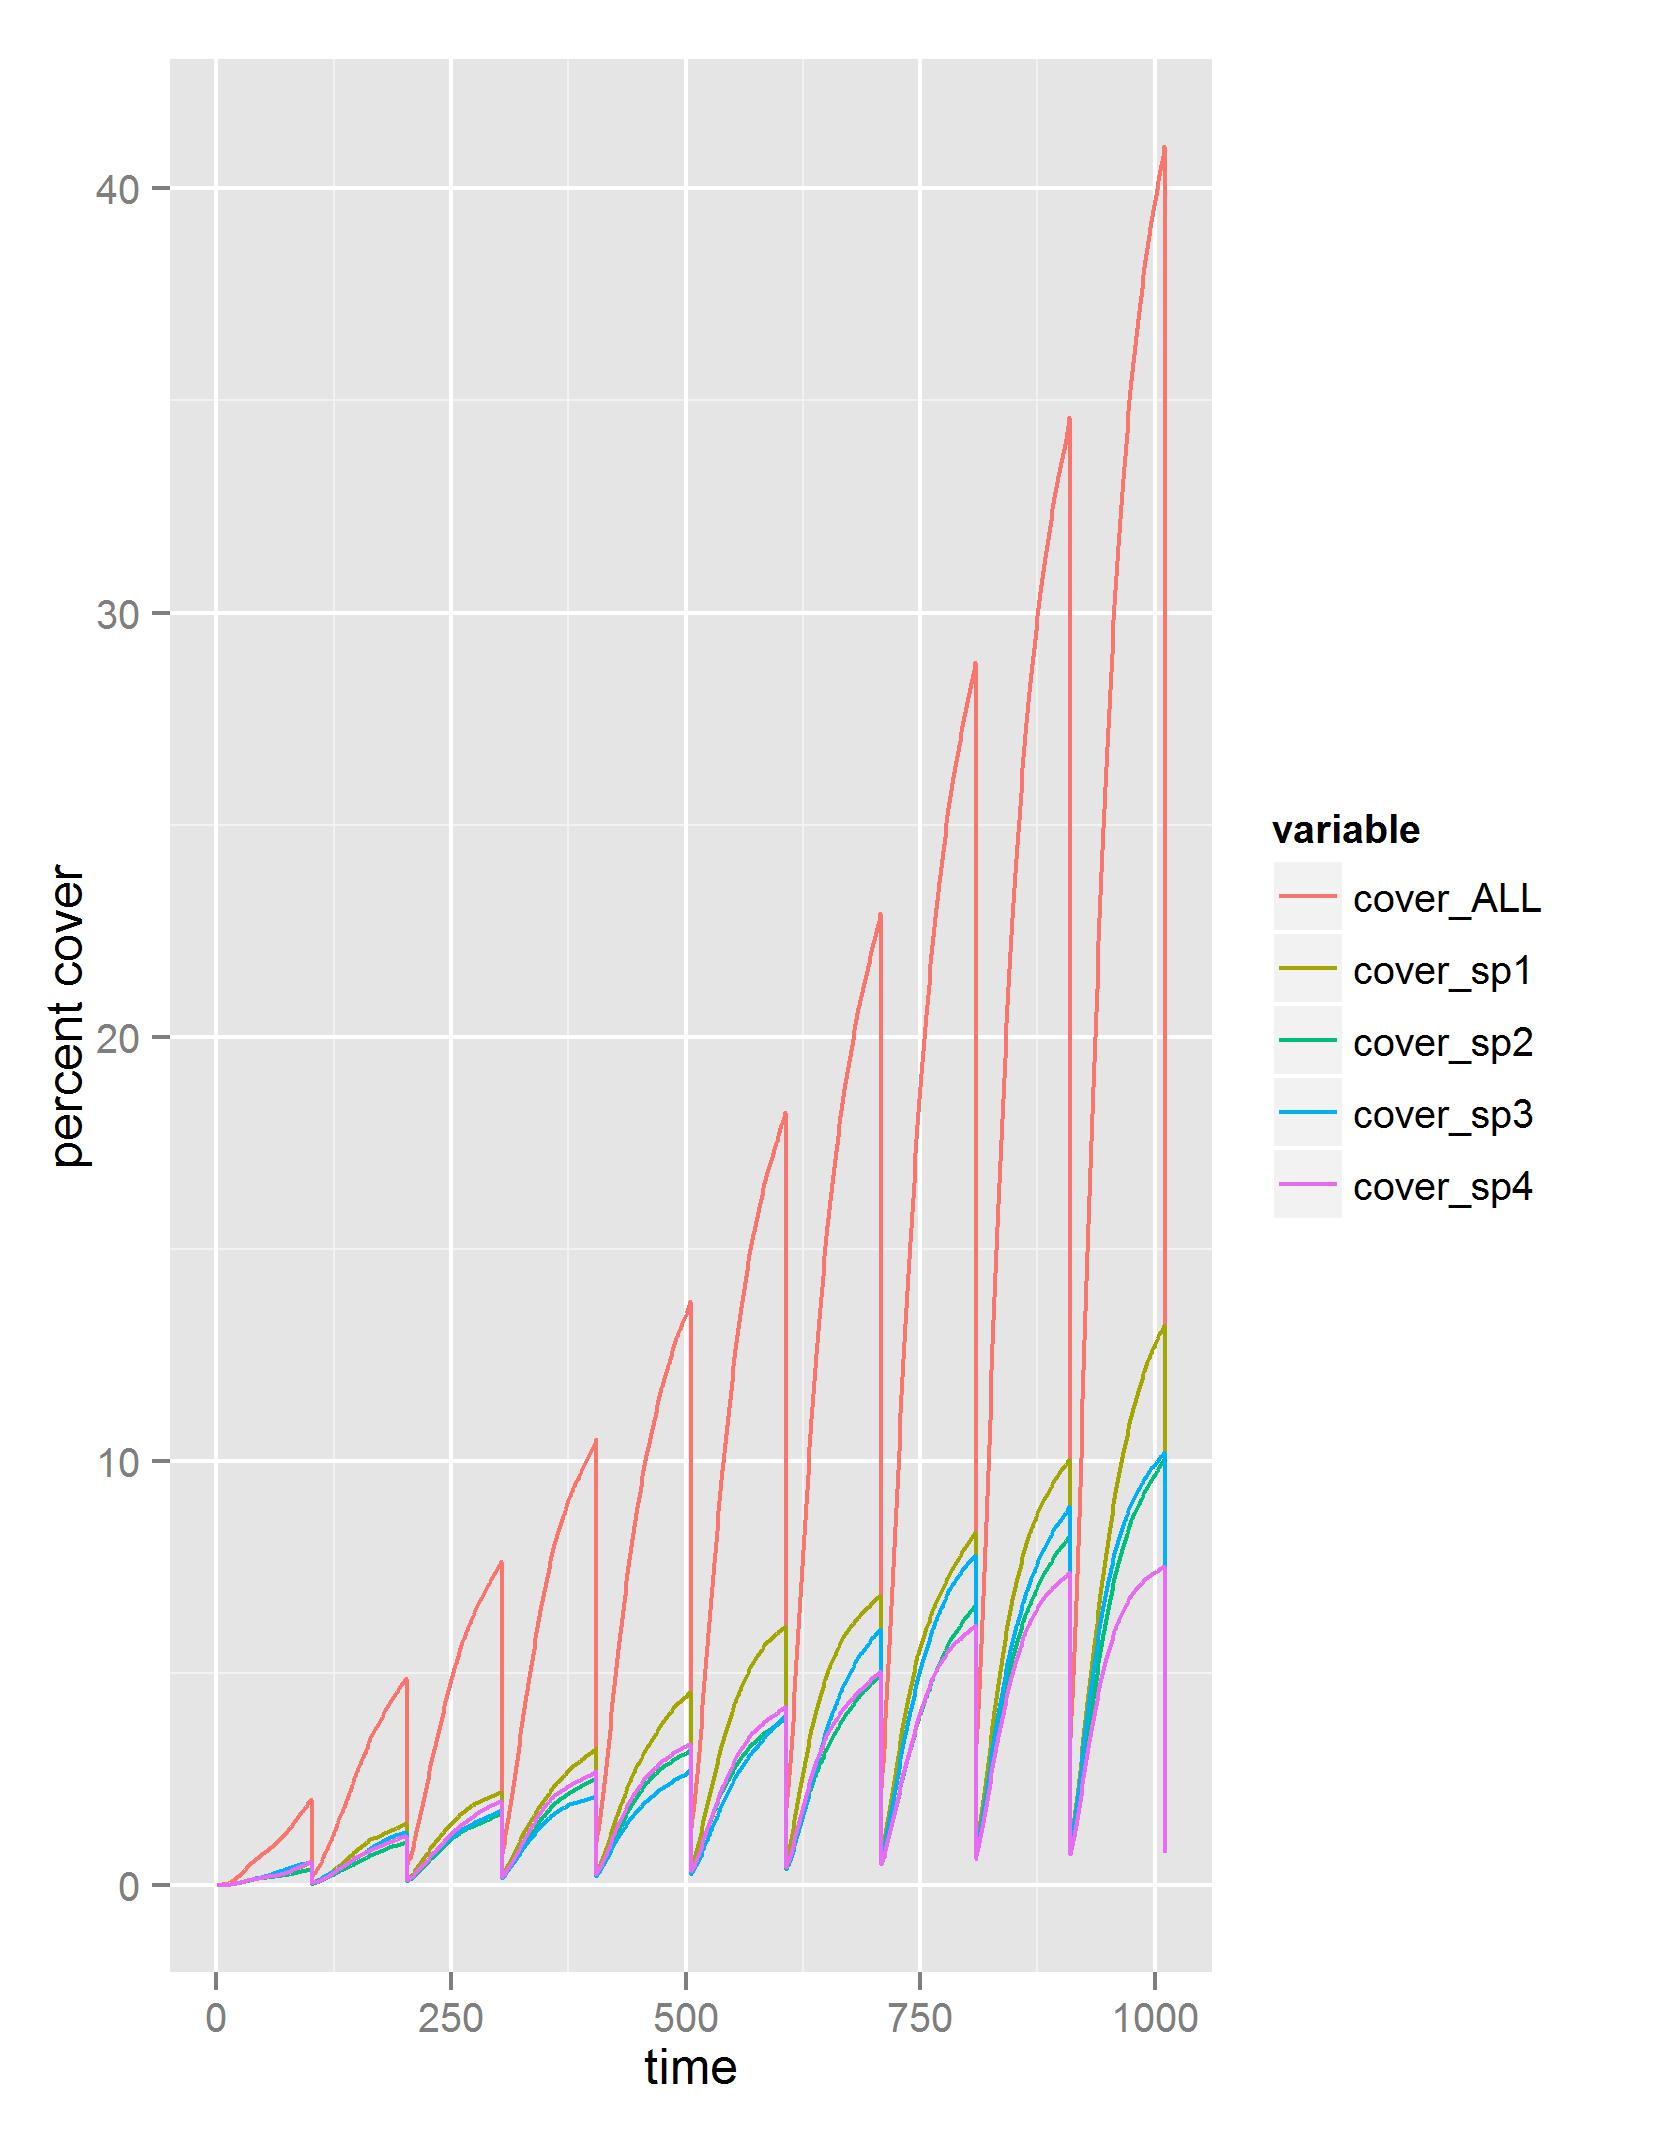 40
30
20
10
0
percent cover
0 250 500 750 1000
time
variable
cover_ALL
cover_sp1
cover_sp2
cover_sp3
cover_sp4